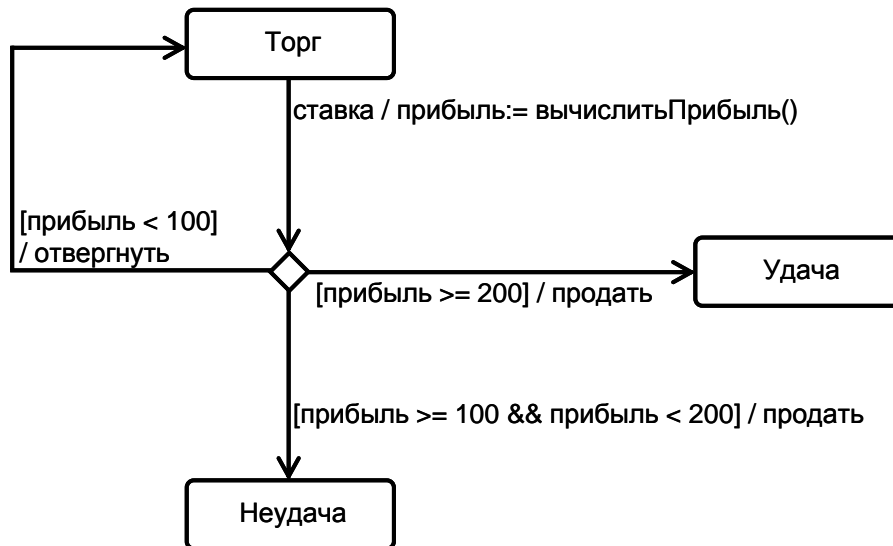 Торг
ставка / прибыль:= вычислитьПрибыль()
[прибыль < 100]
/ отвергнуть
Удача
[прибыль >= 200] / продать
[прибыль >= 100 && прибыль < 200] / продать
Неудача